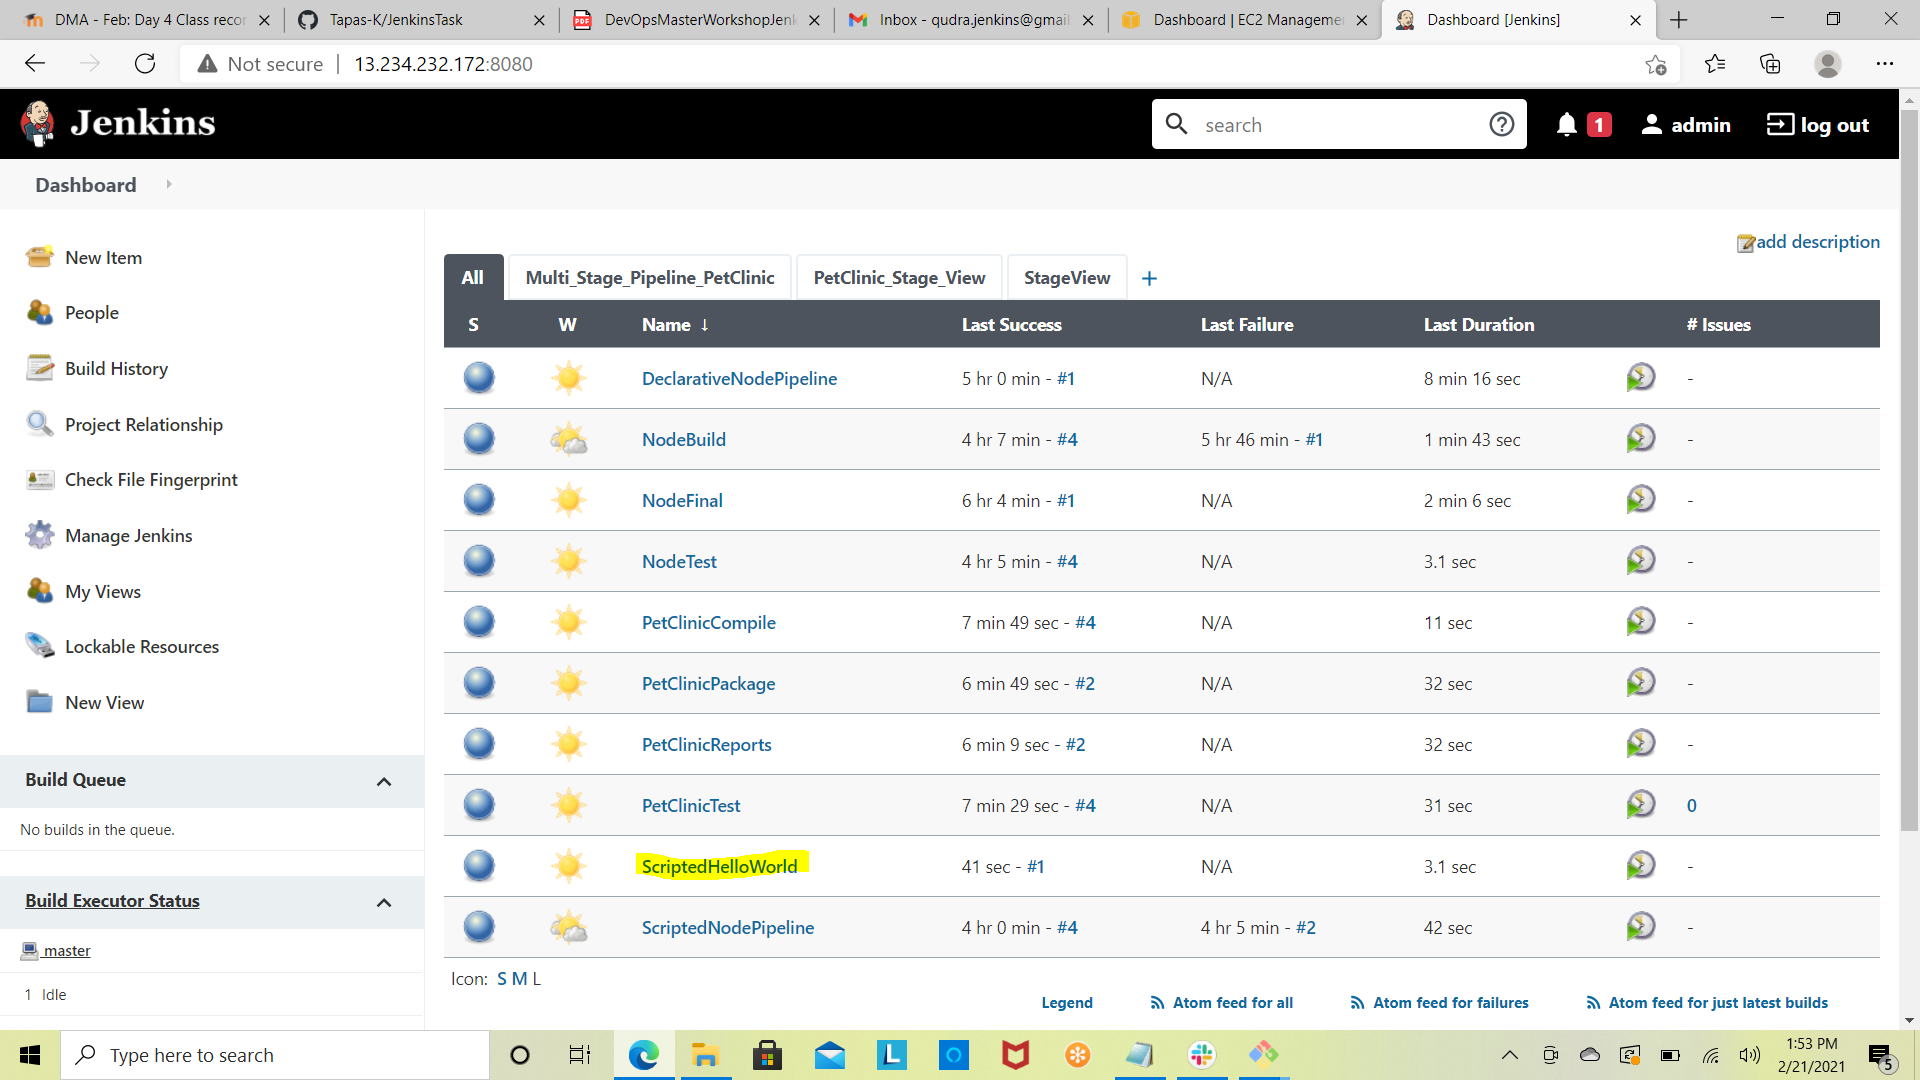 DMA - Feb: Day 4 Class recor
Tapas-K/JenkinsTask
DevOpsMasterWorkshopJenk
Inbox - qudra.jenkins@gmail
Dashboard | EC2 Manageme
Dashboard [Jenkins]
Not secure | 13.234.232.172:8080
Jenkins
search
1
admin
log out
Dashboard
New Item
People
Build History
Project Relationship
Check File Fingerprint
Manage Jenkins
My Views
Lockable Resources
New View
Build Queue
No builds in the queue.
Build Executor Status
master
1 Idle
add description
All Multi_Stage_Pipeline_PetClinic PetClinic_Stage_View StageView +
S W Name ↓ Last Success Last Failure Last Duration # Issues
DeclarativeNodePipeline 5 hr 0 min - #1 N/A 8 min 16 sec -
NodeBuild 4 hr 7 min - #4 5 hr 46 min - #1 1 min 43 sec -
NodeFinal 6 hr 4 min - #1 N/A 2 min 6 sec -
NodeTest 4 hr 5 min - #4 N/A 3.1 sec -
PetClinicCompile 7 min 49 sec - #4 N/A 11 sec -
PetClinicPackage 6 min 49 sec - #2 N/A 32 sec -
PetClinicReports 6 min 9 sec - #2 N/A 32 sec -
PetClinicTest 7 min 29 sec - #4 N/A 31 sec 0
ScriptedHelloWorld 41 sec - #1 N/A 3.1 sec -
ScriptedNodePipeline 4 hr 0 min - #4 4 hr 5 min - #2 42 sec -
Icon: S M L
Legend Atom feed for all Atom feed for failures Atom feed for just latest builds
Type here to search
1:53 PM
2/21/2021
5